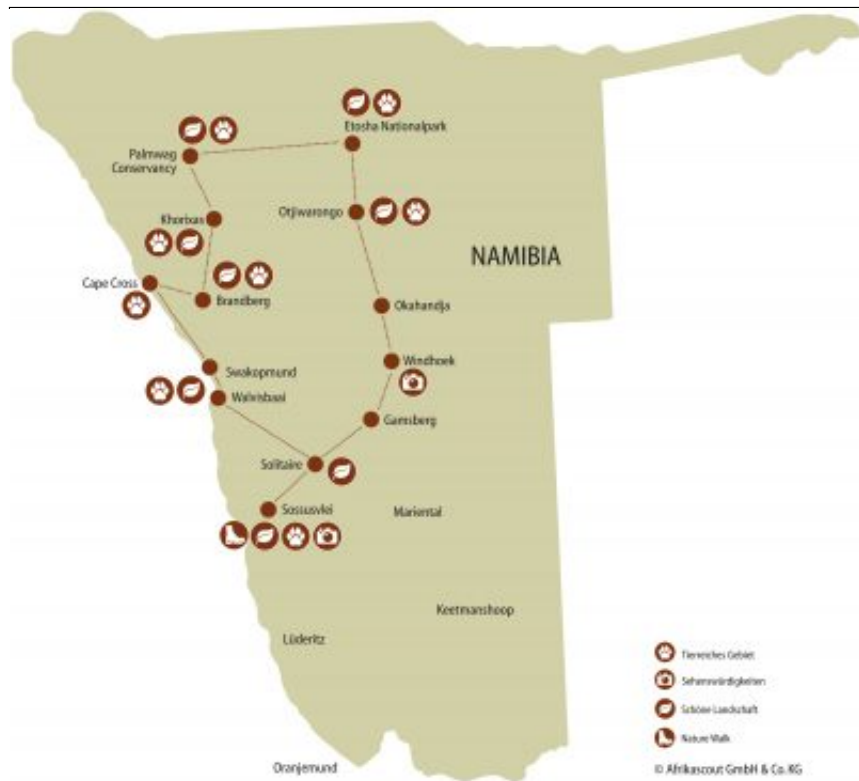 Etosha Nationalpark
Palmwag
Conservancy
Khorixas
Otjiwarongo
NAMIBIA
Cape Cross
Brandberg
Okahandja
Windhoek
Swakopmund
Walvisbaai
Gamsberg
Solitaire
Sossusvlei
Mariental
Keetmanshoop
Lüderitz
Oranjemund
Tierreiches Gebiet
Sehenswürdigkeiten
Schöne Landschaft
Nature Walk
© Afrikascout GmbH & Co. KG